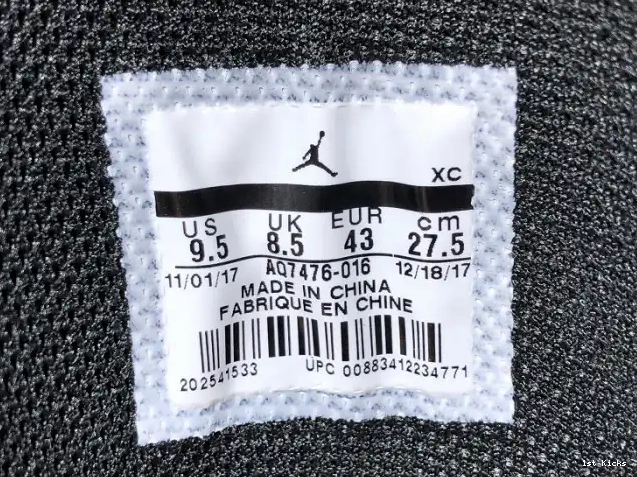 XC
US UK EUR cm
9.5 8.5 43 27.5
11/01/17 AQ7476-016 12/18/17
MADE IN CHINA
FABRIQUE EN CHINE
202541533 UPC 00883412234771
1st-Kicks